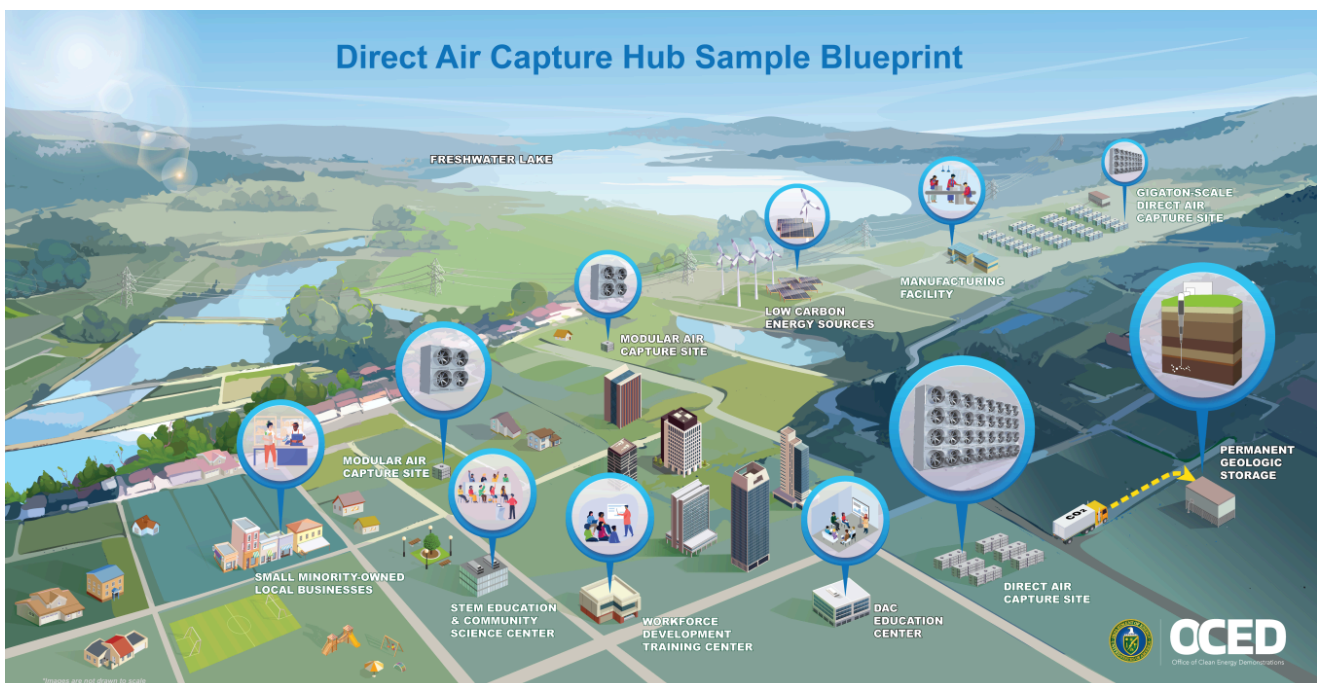 Direct Air Capture Hub Sample Blueprint
FRESHWATER LAKE
GIGATON-SCALE
DIRECT AIR
CAPTURE SITE
MANUFACTURING
FACILITY
LOW CARBON
ENERGY SOURCES
MODULAR AIR
CAPTURE SITE
MODULAR AIR
CAPTURE SITE
PERMANENT
GEOLOGIC
STORAGE
CO₂
SMALL MINORITY-OWNED
LOCAL BUSINESSES
STEM EDUCATION
& COMMUNITY
SCIENCE CENTER
WORKFORCE
DEVELOPMENT
TRAINING CENTER
DAC
EDUCATION
CENTER
DIRECT AIR
CAPTURE SITE
OCED
Office of Clean Energy Demonstrations
*Images are not drawn to scale